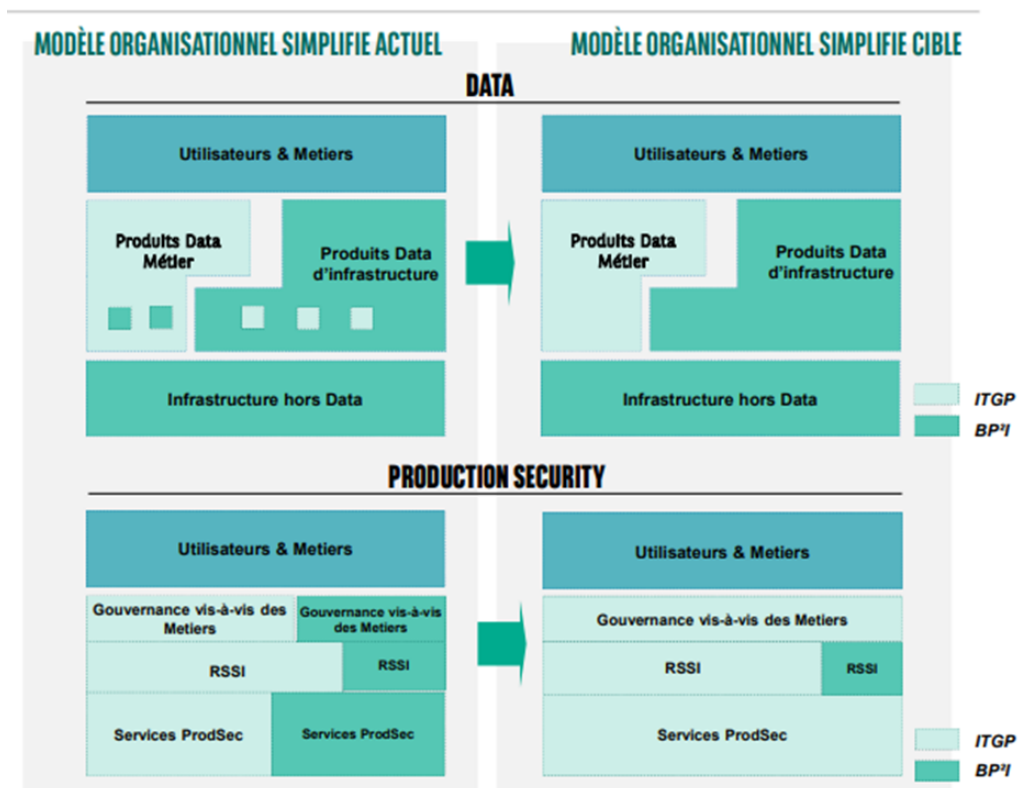 MODÈLE ORGANISATIONNEL SIMPLIFIE ACTUEL
MODÈLE ORGANISATIONNEL SIMPLIFIE CIBLE
DATA
Utilisateurs & Metiers
Produits Data
Métier
Produits Data
d'infrastructure
Infrastructure hors Data
Utilisateurs & Metiers
Produits Data
Métier
Produits Data
d'infrastructure
Infrastructure hors Data
ITGP
BP²I
PRODUCTION SECURITY
Utilisateurs & Metiers
Gouvernance vis-à-vis des
Metiers
Gouvernance vis-à-vis
des Metiers
RSSI
RSSI
Services ProdSec
Services ProdSec
Utilisateurs & Metiers
Gouvernance vis-à-vis des Metiers
RSSI
RSSI
Services ProdSec
ITGP
BP²I